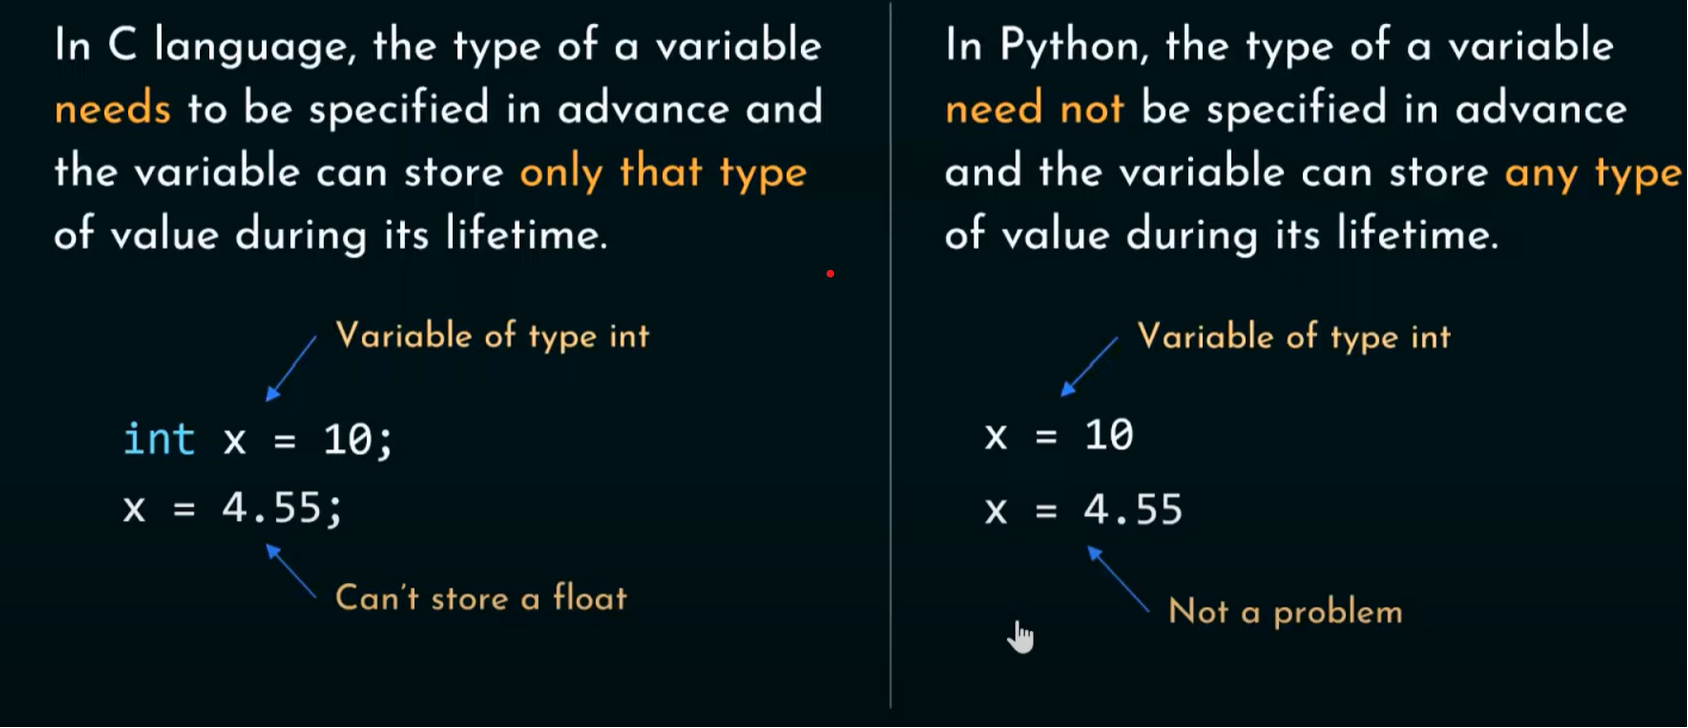 In C language, the type of a variable
needs to be specified in advance and
the variable can store only that type
of value during its lifetime.
Variable of type int
int x = 10;
x = 4.55;
Can't store a float
In Python, the type of a variable
need not be specified in advance
and the variable can store any type
of value during its lifetime.
Variable of type int
x = 10
x = 4.55
Not a problem